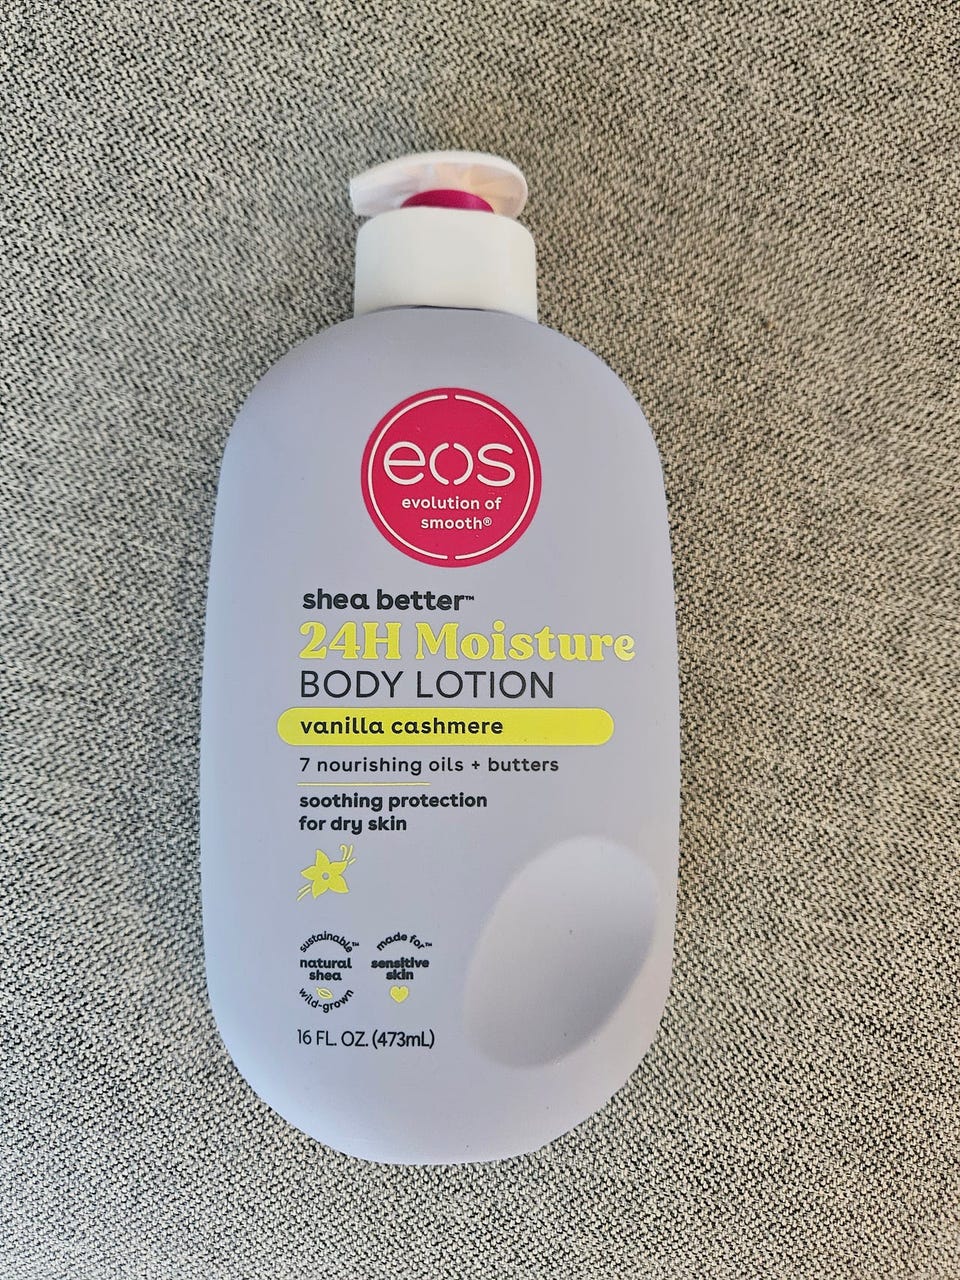 eos
evolution of
smooth®
shea better™
24H Moisture
BODY LOTION
vanilla cashmere
7 nourishing oils + butters
soothing protection
for dry skin
sustainable™
natural
shea
wild-grown
made for™
sensitive
skin
16 FL. OZ. (473mL)